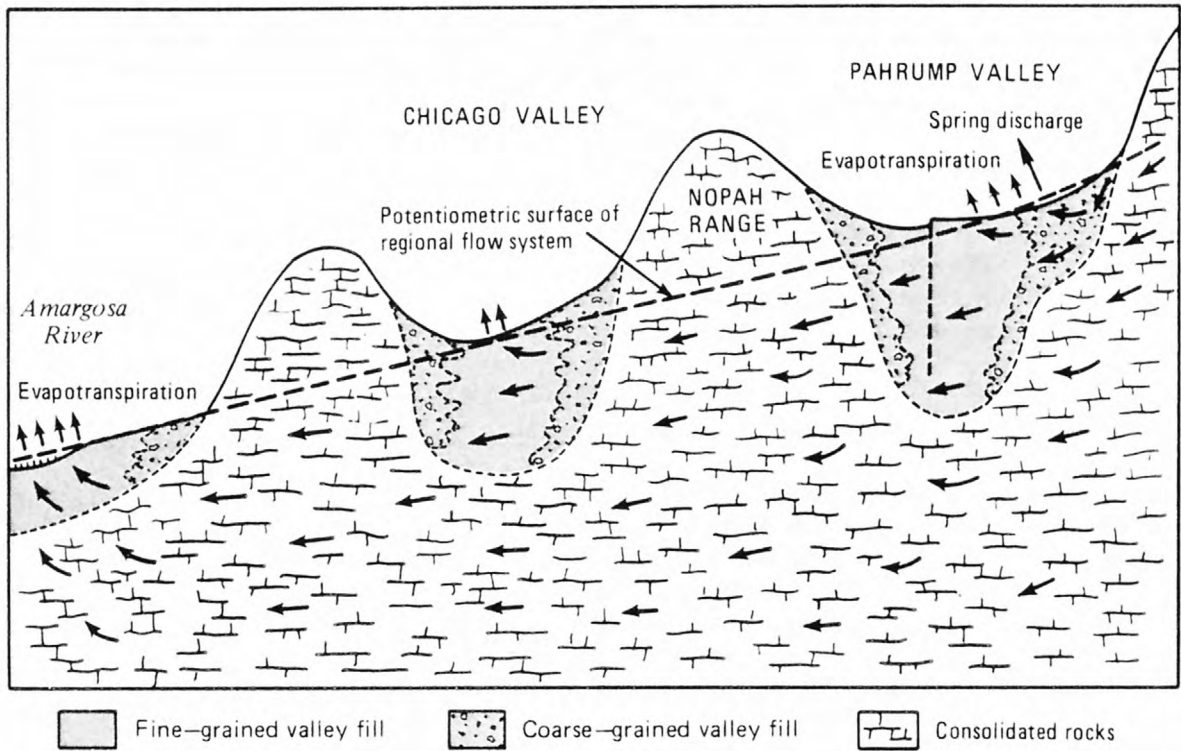 PAHRUMP VALLEY
CHICAGO VALLEY
Spring discharge
Evapotranspiration
NOPAH
RANGE
Potentiometric surface of
regional flow system
Amargosa
River
Evapotranspiration
Fine–grained valley fill
Coarse–grained valley fill
Consolidated rocks